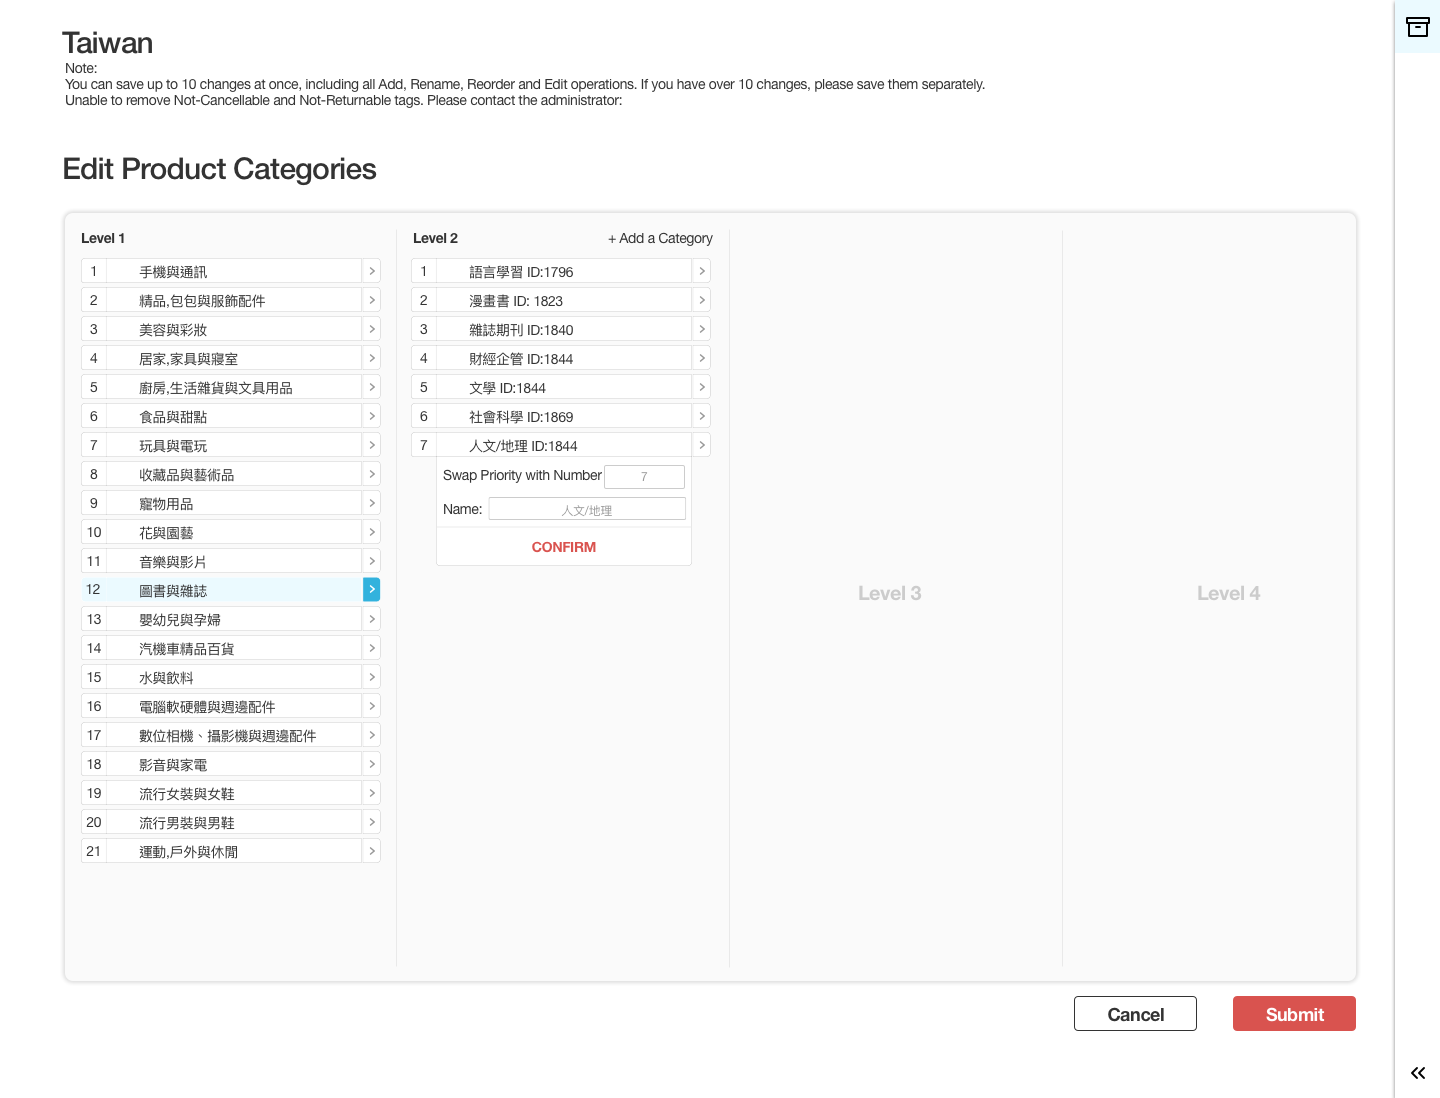 Taiwan
Note:
You can save up to 10 changes at once, including all Add, Rename, Reorder and Edit operations. If you have over 10 changes, please save them separately.
Unable to remove Not-Cancellable and Not-Returnable tags. Please contact the administrator:
Edit Product Categories
Level 1
1 手機與通訊
2 精品,包包與服飾配件
3 美容與彩妝
4 居家,家具與寢室
5 廚房,生活雜貨與文具用品
6 食品與甜點
7 玩具與電玩
8 收藏品與藝術品
9 寵物用品
10 花與園藝
11 音樂與影片
12 圖書與雜誌
13 嬰幼兒與孕婦
14 汽機車精品百貨
15 水與飲料
16 電腦軟硬體與週邊配件
17 數位相機、攝影機與週邊配件
18 影音與家電
19 流行女裝與女鞋
20 流行男裝與男鞋
21 運動,戶外與休閒
Level 2 + Add a Category
1 語言學習 ID:1796
2 漫畫書 ID: 1823
3 雜誌期刊 ID:1840
4 財經企管 ID:1844
5 文學 ID:1844
6 社會科學 ID:1869
7 人文/地理 ID:1844
Swap Priority with Number 7
Name: 人文/地理
CONFIRM
Level 3
Level 4
Cancel
Submit